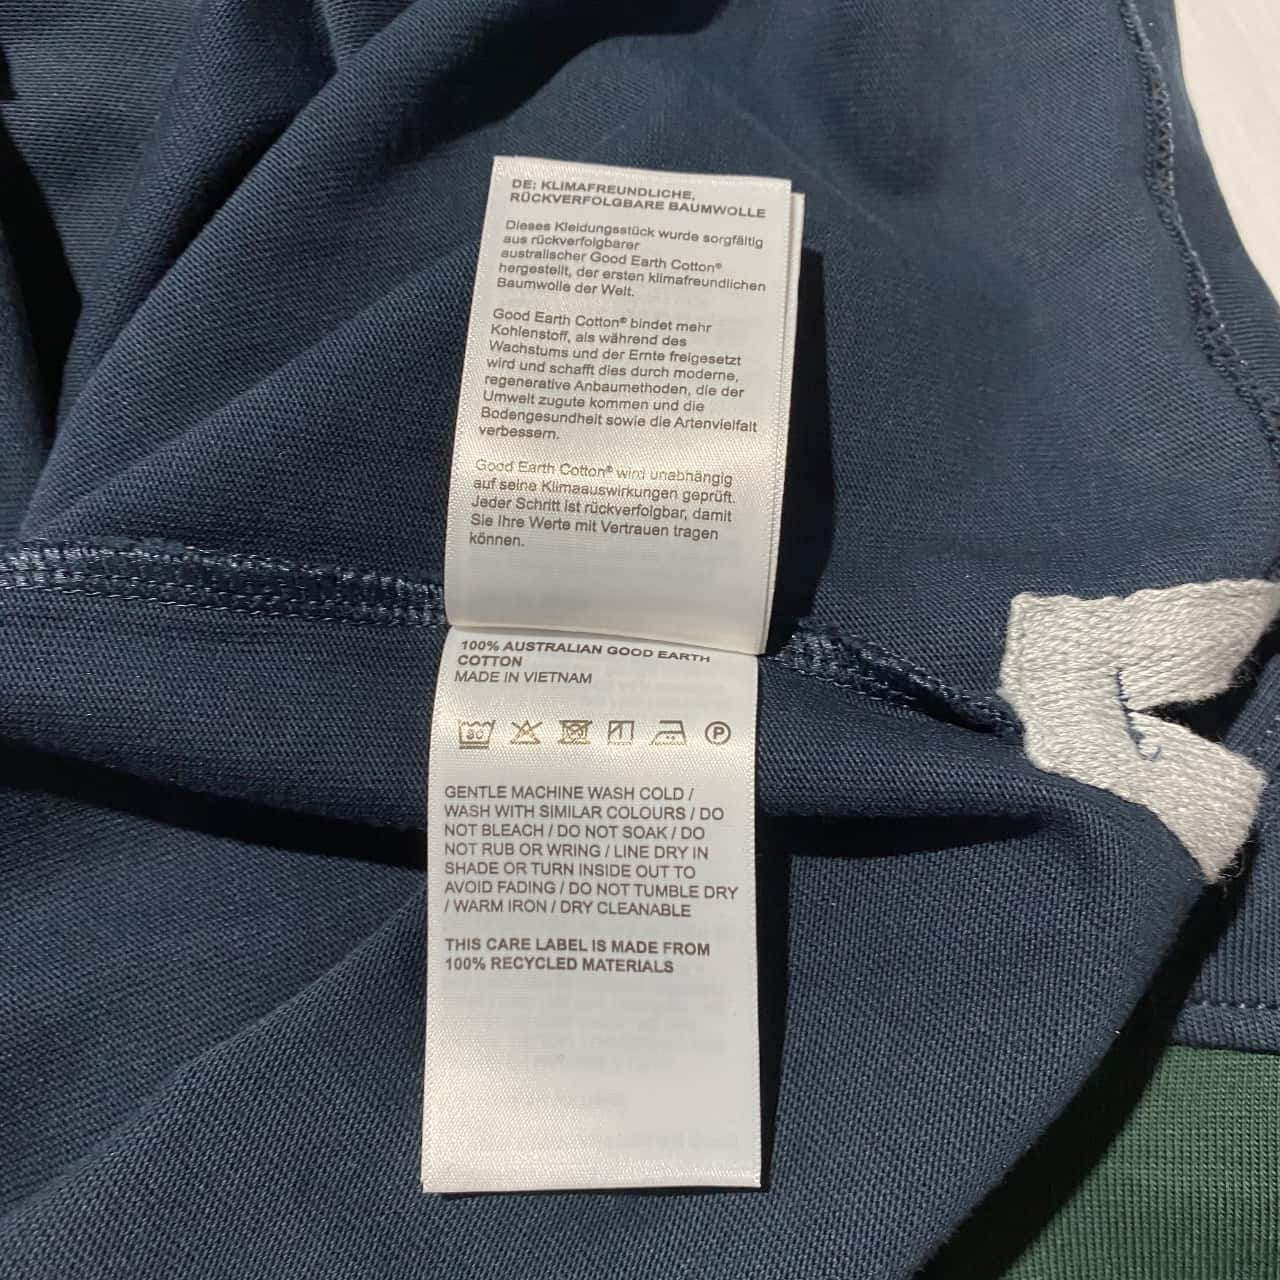 DE: KLIMAFREUNDLICHE,
RÜCKVERFOLGBARE BAUMWOLLE
Dieses Kleidungsstück wurde sorgfältig
aus rückverfolgbarer
australischer Good Earth Cotton®
hergestellt, der ersten klimafreundlichen
Baumwolle der Welt.
Good Earth Cotton® bindet mehr
Kohlenstoff, als während des
Wachstums und der Ernte freigesetzt
wird und schafft dies durch moderne,
regenerative Anbaumethoden, die der
Umwelt zugute kommen und die
Bodengesundheit sowie die Artenvielfalt
verbessern.
Good Earth Cotton® wird unabhängig
auf seine Klimaauswirkungen geprüft.
Jeder Schritt ist rückverfolgbar, damit
Sie Ihre Werte mit Vertrauen tragen
können.
100% AUSTRALIAN GOOD EARTH
COTTON
MADE IN VIETNAM
30 P
GENTLE MACHINE WASH COLD /
WASH WITH SIMILAR COLOURS / DO
NOT BLEACH / DO NOT SOAK / DO
NOT RUB OR WRING / LINE DRY IN
SHADE OR TURN INSIDE OUT TO
AVOID FADING / DO NOT TUMBLE DRY
/ WARM IRON / DRY CLEANABLE
THIS CARE LABEL IS MADE FROM
100% RECYCLED MATERIALS